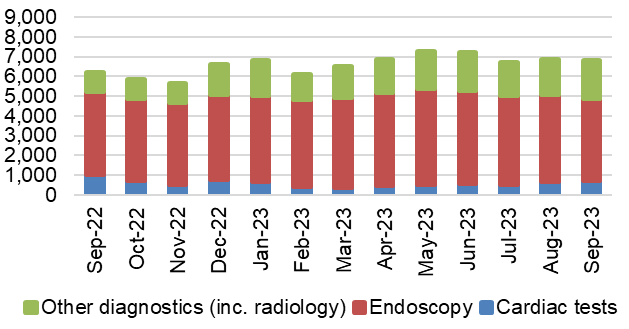 9,000
8,000
7,000
6,000
5,000
4,000
3,000
2,000
1,000
0
Sep-22
Oct-22
Nov-22
Dec-22
Jan-23
Feb-23
Mar-23
Apr-23
May-23
Jun-23
Jul-23
Aug-23
Sep-23
Other diagnostics (inc. radiology) Endoscopy Cardiac tests